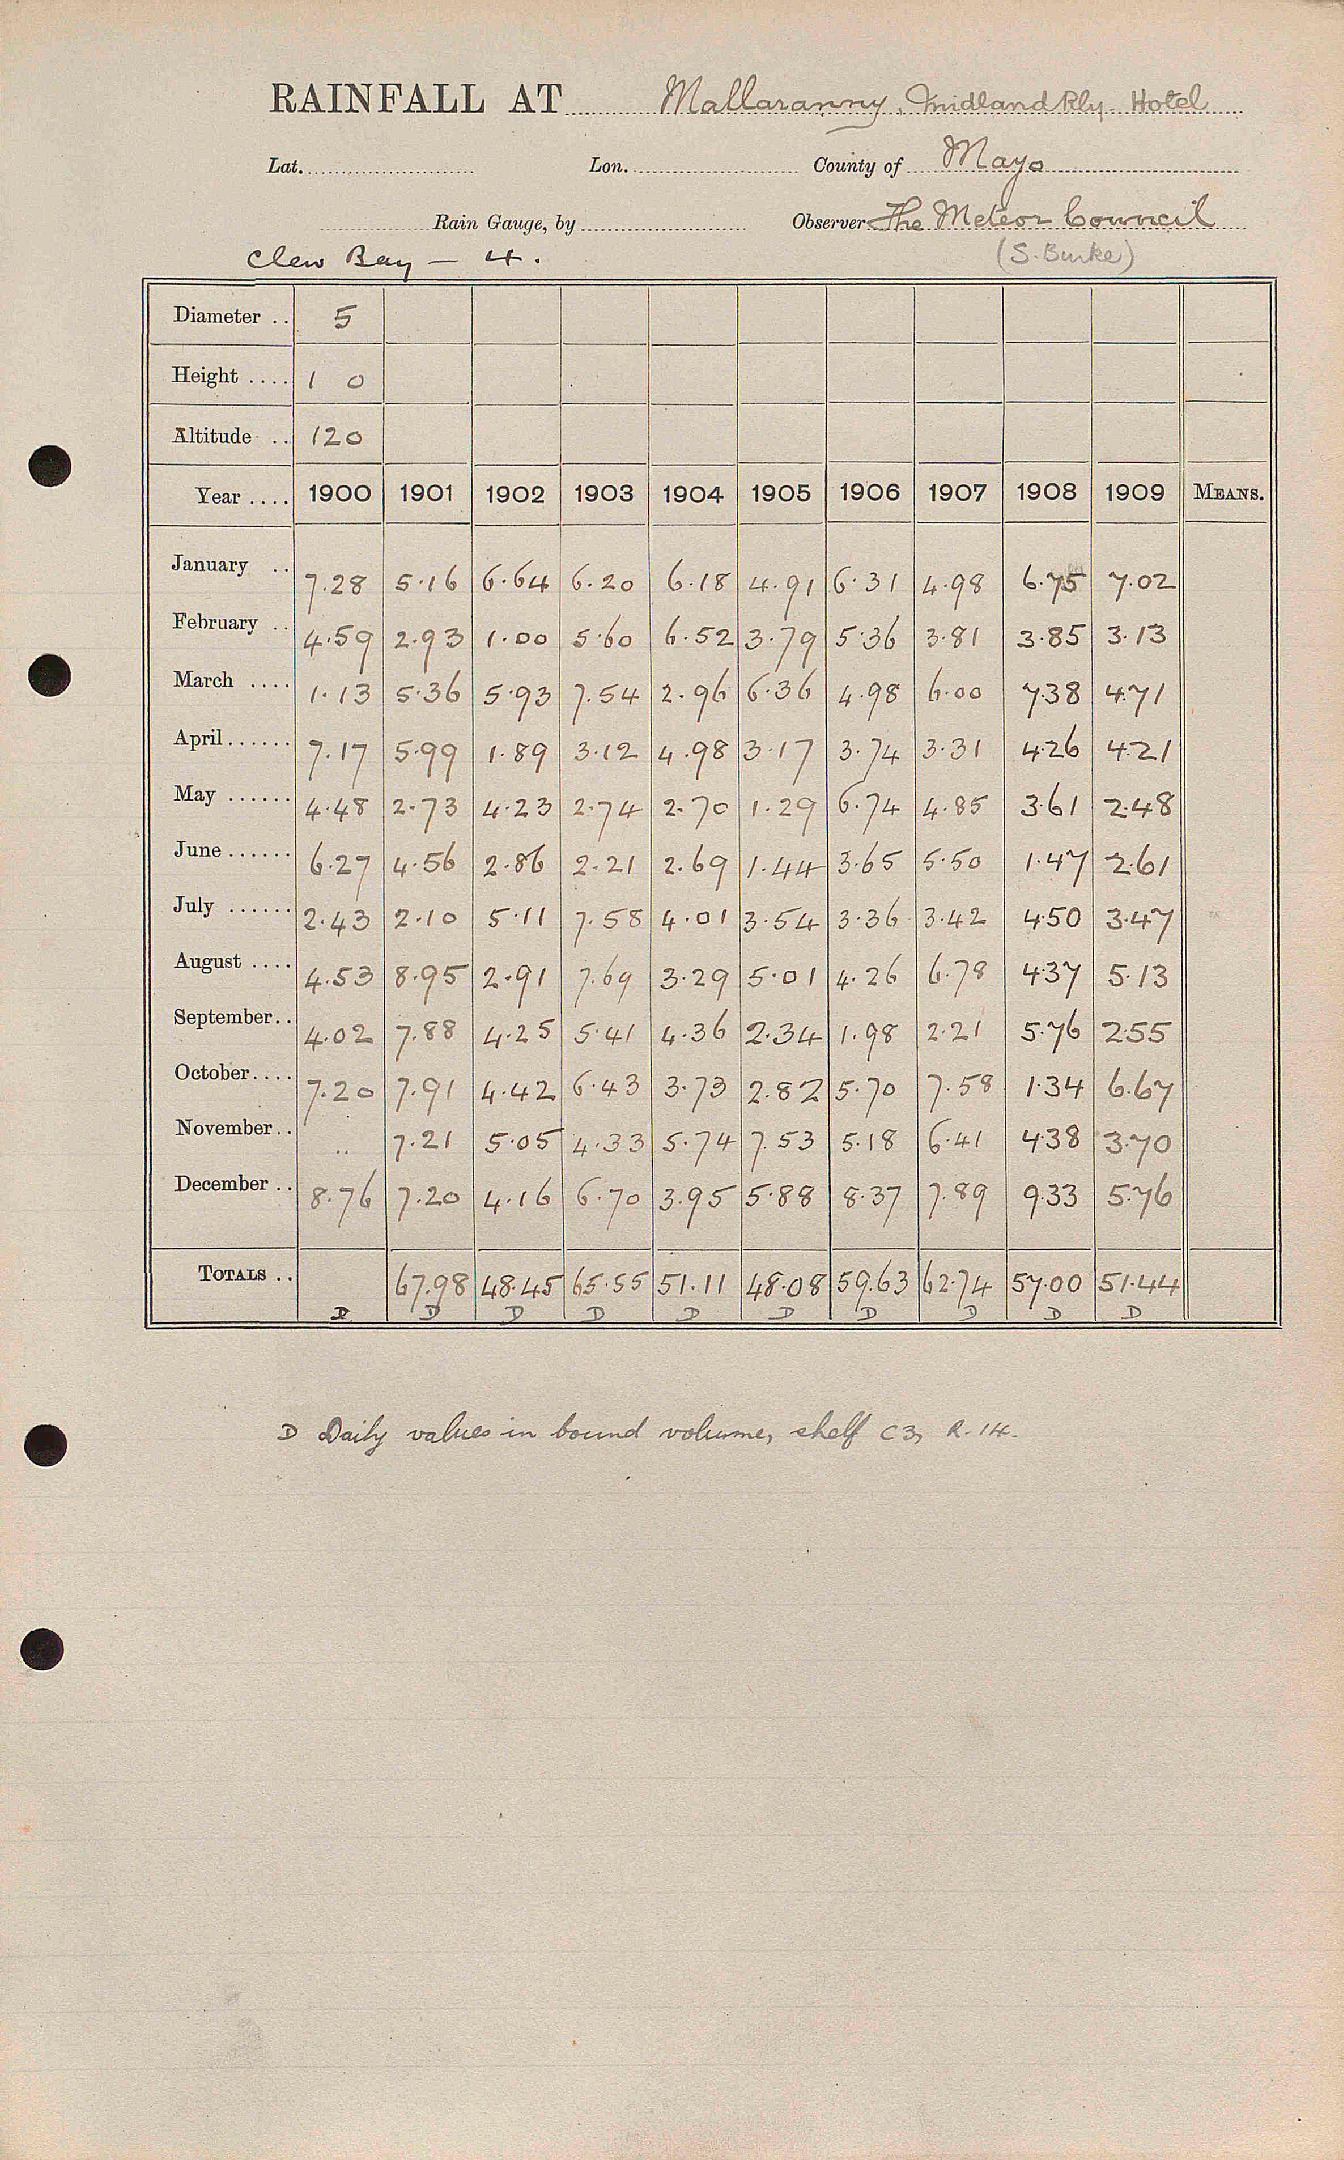 RAINFALL AT Mallaranny, Midland Rly. Hotel
Lat. Lon. County of Mayo
Rain Gauge, by Observer The Meteor Council
Clew Bay — 4. (S. Burke)
Diameter .. 5
Height .... 1 0
Altitude .. 120
Year .... 1900 1901 1902 1903 1904 1905 1906 1907 1908 1909 MEANS.
January .. 7.28 5.16 6.64 6.20 6.18 4.91 6.31 4.98 6.75 7.02
February .. 4.59 2.93 1.00 5.60 6.52 3.79 5.36 3.81 3.85 3.13
March .... 1.13 5.36 5.93 7.54 2.96 6.36 4.98 6.00 7.38 4.71
April...... 7.17 5.99 1.89 3.12 4.98 3.17 3.74 3.31 4.26 4.21
May ...... 4.48 2.73 4.23 2.74 2.70 1.29 6.74 4.85 3.61 2.48
June ...... 6.27 4.56 2.86 2.21 2.69 1.44 3.65 5.50 1.47 2.61
July ...... 2.43 2.10 5.11 7.58 4.01 3.54 3.36 3.42 4.50 3.47
August .... 4.53 8.95 2.91 7.69 3.29 5.01 4.26 6.78 4.37 5.13
September.. 4.02 7.88 4.25 5.41 4.36 2.34 1.98 2.21 5.76 2.55
October.... 7.20 7.91 4.42 6.43 3.73 2.82 5.70 7.58 1.34 6.67
November.. .. 7.21 5.05 4.33 5.74 7.53 5.18 6.41 4.38 3.70
December .. 8.76 7.20 4.16 6.70 3.95 5.88 8.37 7.89 9.33 5.76
TOTALS .. 67.98 48.45 65.55 51.11 48.08 59.63 62.74 57.00 51.44
D D D D D D D D D D
D Daily values in bound volume, shelf C3, R. 14.